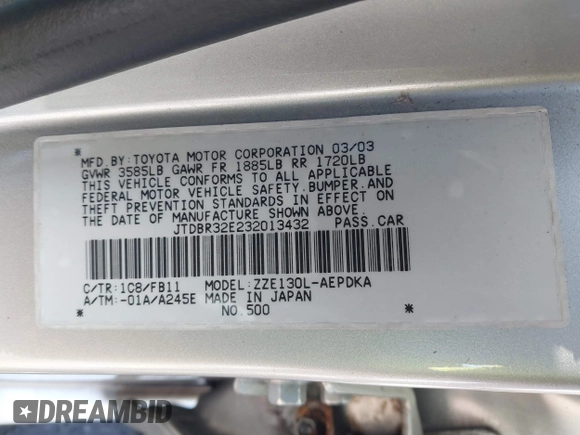 MFD.BY:TOYOTA MOTOR CORPORATION 03/03
GVWR 3585LB GAWR FR 1885LB RR 1720LB
THIS VEHICLE CONFORMS TO ALL APPLICABLE
FEDERAL MOTOR VEHICLE SAFETY,BUMPER,AND
THEFT PREVENTION STANDARDS IN EFFECT ON
THE DATE OF MANUFACTURE SHOWN ABOVE.
JTDBR32E232013432 PASS.CAR
C/TR:1C8/FB11 MODEL:ZZE130L-AEPDKA
A/TM:-01A/A245E MADE IN JAPAN
NO.500
DREAMBID